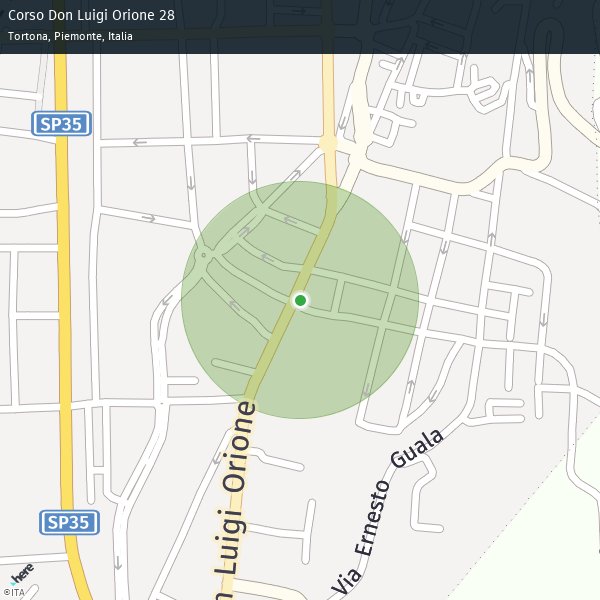 Corso Don Luigi Orione 28
Tortona, Piemonte, Italia
SP35
n Luigi Orione
Via Ernesto Guala
SP35
here
©ITA